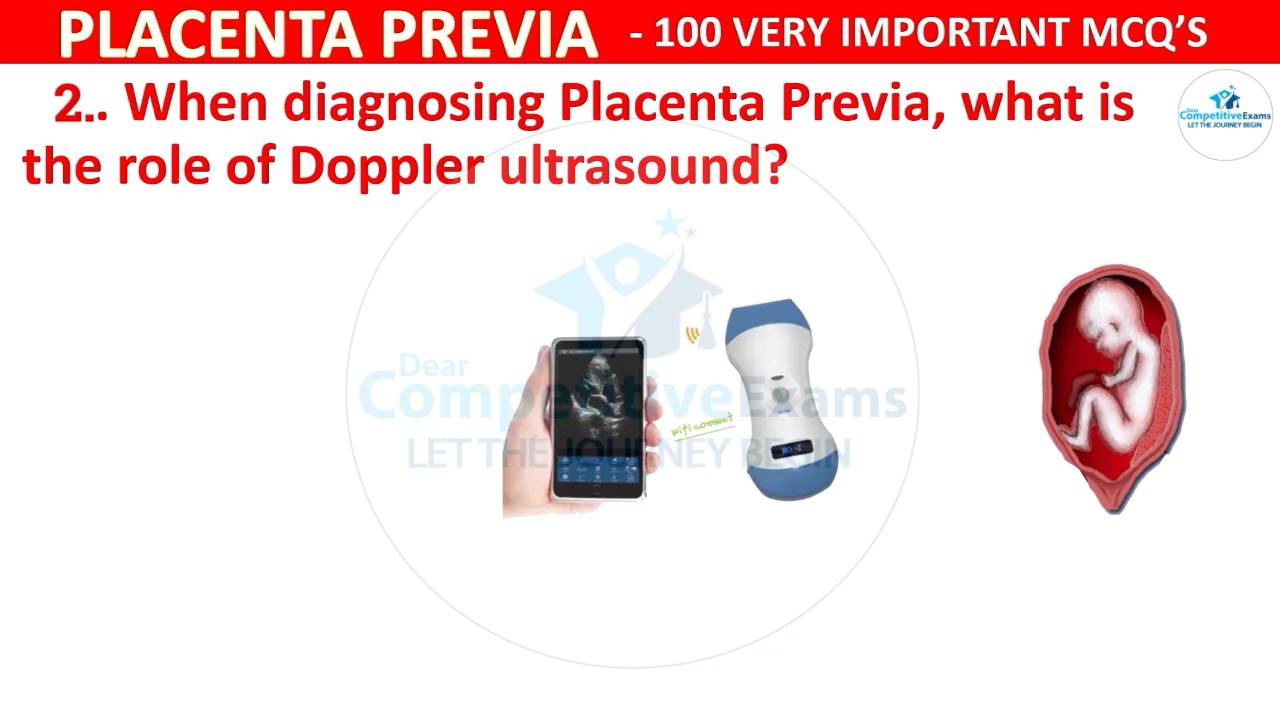 PLACENTA PREVIA - 100 VERY IMPORTANT MCQ'S
2.. When diagnosing Placenta Previa, what is
the role of Doppler ultrasound?
Dear
CompetitiveExams
LET THE JOURNEY BEGIN
Dear
CompetitiveExams
LET THE JOURNEY BEGIN
wifi connect